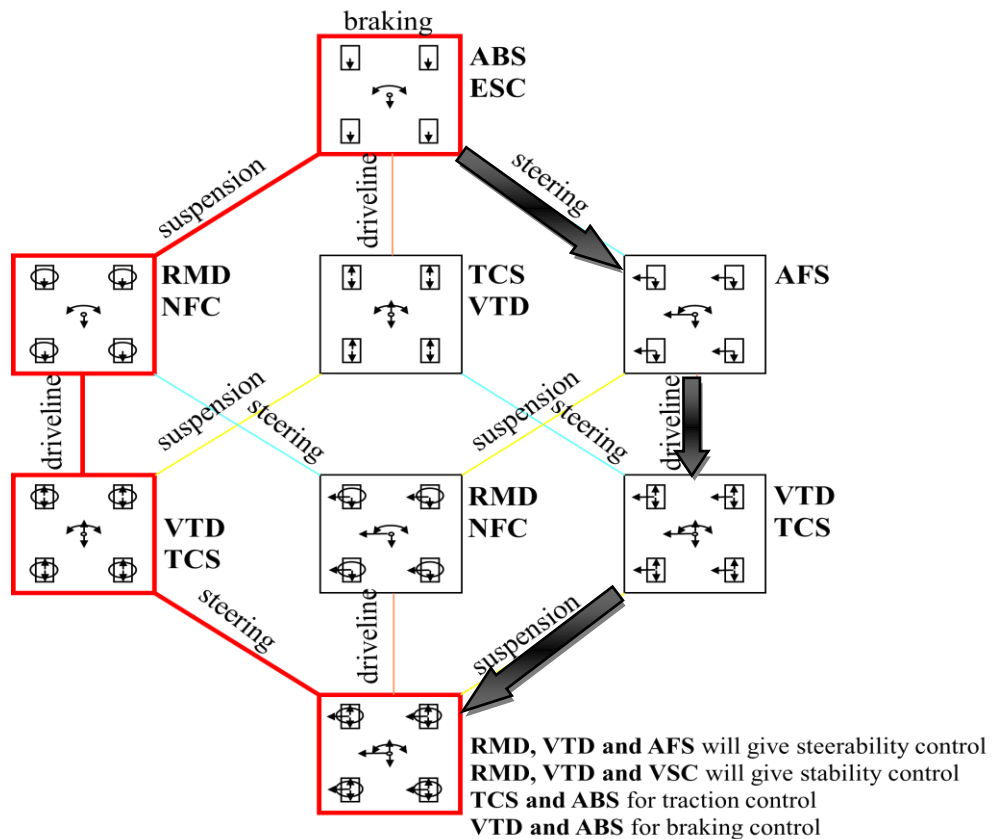 braking
ABS
ESC
suspension
driveline
steering
RMD
NFC
TCS
VTD
AFS
driveline
suspension
steering
suspension
steering
driveline
VTD
TCS
RMD
NFC
VTD
TCS
steering
driveline
suspension
RMD, VTD and AFS will give steerability control
RMD, VTD and VSC will give stability control
TCS and ABS for traction control
VTD and ABS for braking control